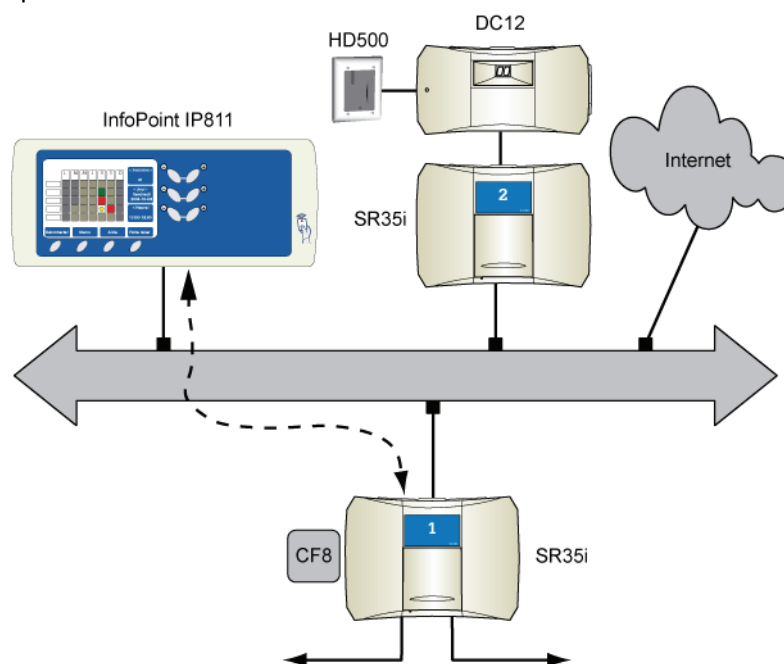 HD500
DC12
InfoPoint IP811
Internet
2
SR35i
CF8
1
SR35i